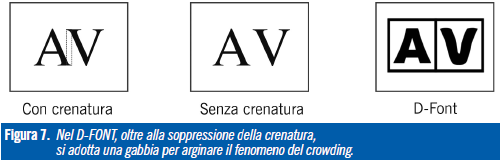 AV AV AV
Con crenatura Senza crenatura D-Font
Figura 7. Nel D-FONT, oltre alla soppressione della crenatura,
si adotta una gabbia per arginare il fenomeno del crowding.